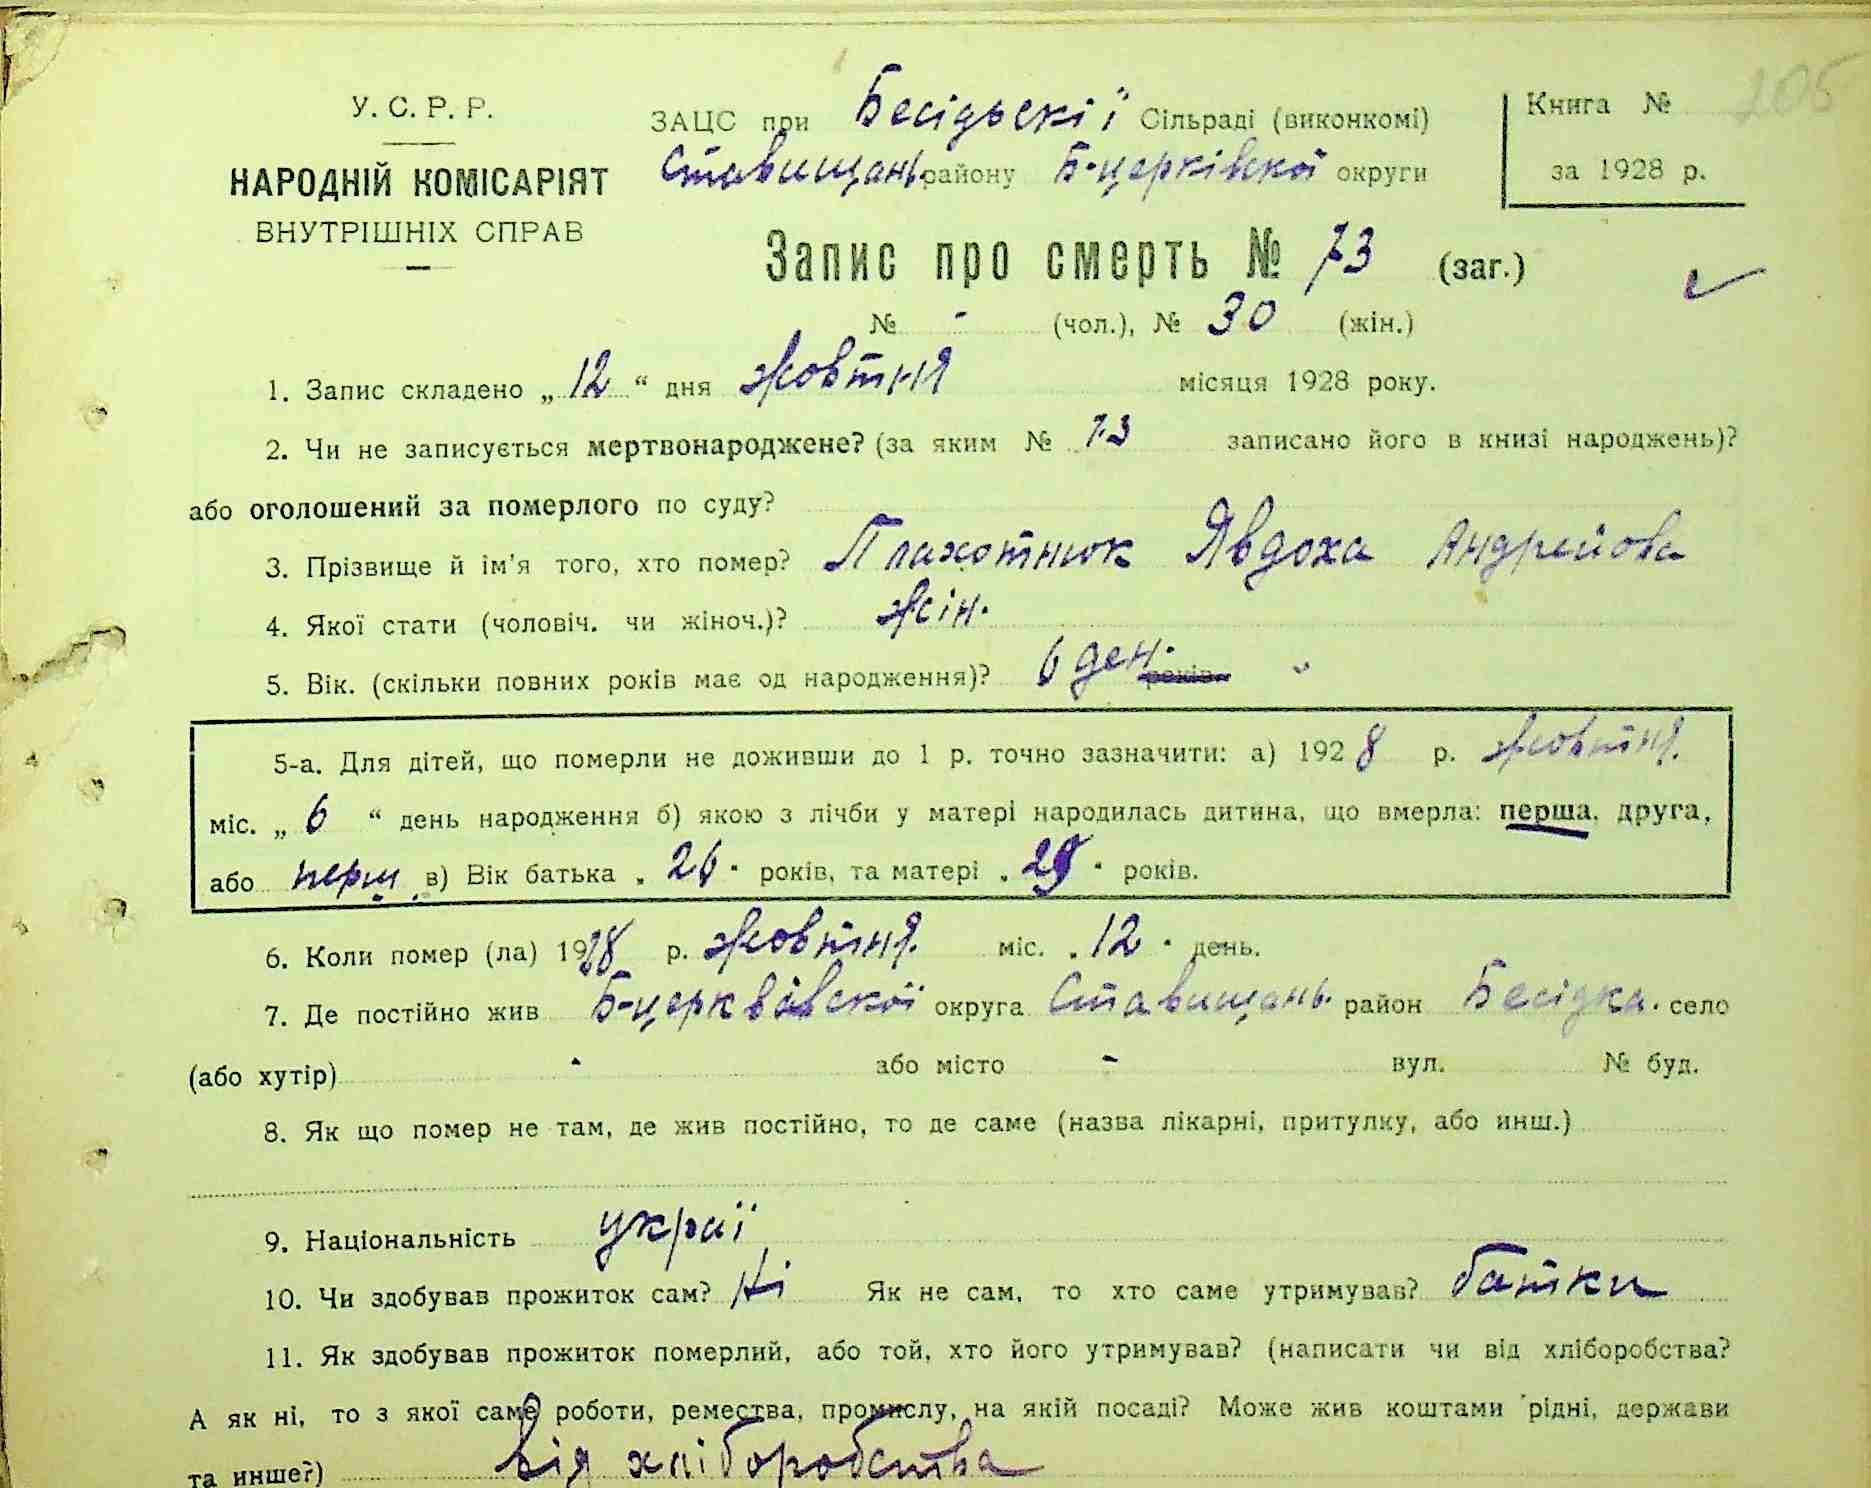 205
У. С. Р. Р.
НАРОДНІЙ КОМІСАРІЯТ
ВНУТРІШНІХ СПРАВ
ЗАЦС при Бесідьскії Сільраді (виконкомі)
Ставищань. району Б-церківскої округи
Книга №
за 1928 р.
Запис про смерть № 73 (заг.)
№ - (чол.), № 30 (жін.)
1. Запис складено „ 12 “ дня жовтня місяця 1928 року.
2. Чи не записується мертвонароджене? (за яким № 73 записано його в книзі народжень)?
або оголошений за померлого по суду?
3. Прізвище й ім'я того, хто помер? Плахотнюк Явдоха Андрейова
4. Якої стати (чоловіч. чи жіноч.)? жін.
5. Вік. (скільки повних років має од народження)? 6 ден. років
5-а. Для дітей, що померли не доживши до 1 р. точно зазначити: а) 1928 р. жовтня.
міс. „ 6 “ день народження б) якою з лічби у матері народилась дитина, що вмерла: перша, друга,
або перш в) Вік батька „ 26 " років, та матері „ " років.
6. Коли помер (ла) 1928 р. жовтня. міс. „ 12 " день.
7. Де постійно жив Б-церквівскої округа Ставищань. район Бесідка. село
(або хутір) - або місто - вул. № буд.
8. Як що помер не там, де жив постійно, то де саме (назва лікарні, притулку, або инш.)
9. Національність украї
10. Чи здобував прожиток сам? Ні Як не сам, то хто саме утримував? батки
11. Як здобував прожиток померлий, або той, хто його утримував? (написати чи від хліборобства?
А як ні, то з якої саме роботи, ремества, промислу, на якій посаді? Може жив коштами рідні, держави
та инше?) Від хліборобства